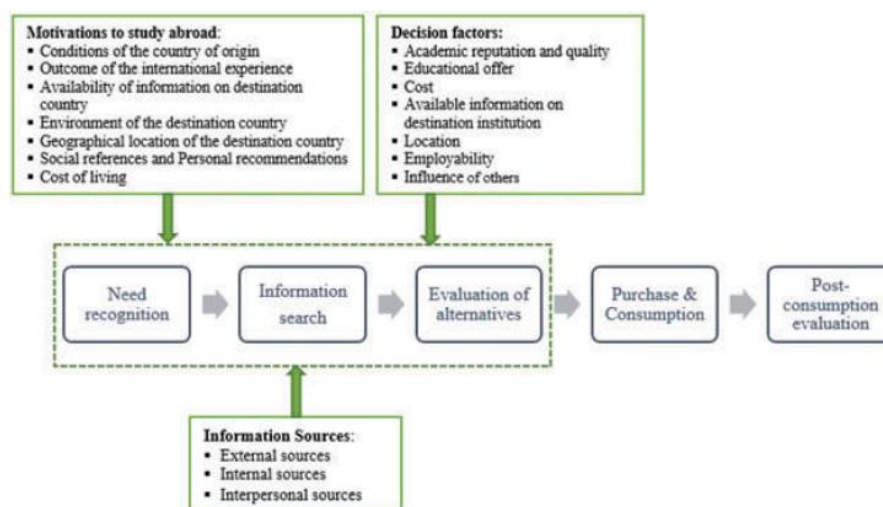 Motivations to study abroad:
▪ Conditions of the country of origin
▪ Outcome of the international experience
▪ Availability of information on destination
country
▪ Environment of the destination country
▪ Geographical location of the destination country
▪ Social references and Personal recommendations
▪ Cost of living
Decision factors:
▪ Academic reputation and quality
▪ Educational offer
▪ Cost
▪ Available information on
destination institution
▪ Location
▪ Employability
▪ Influence of others
Need
recognition
Information
search
Evaluation of
alternatives
Purchase &
Consumption
Post-
consumption
evaluation
Information Sources:
▪ External sources
▪ Internal sources
▪ Interpersonal sources